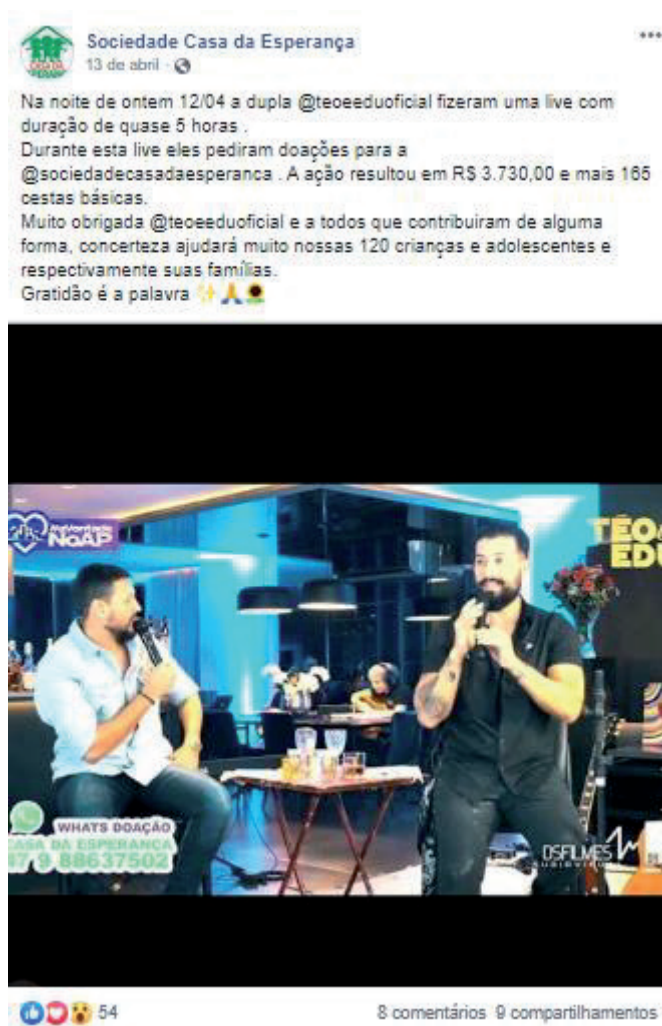 Sociedade Casa da Esperança
13 de abril ·
CASA DA
Na noite de ontem 12/04 a dupla @teoeeduoficial fizeram uma live com
duração de quase 5 horas .
Durante esta live eles pediram doações para a
@sociedadecasadaesperanca . A ação resultou em R$ 3.730,00 e mais 165
cestas básicas.
Muito obrigada @teoeeduoficial e a todos que contribuiram de alguma
forma, concerteza ajudará muito nossas 120 crianças e adolescentes e
respectivamente suas famílias.
Gratidão é a palavra ✨🙏🌻
NoAP
TÉO
EDU
WHATS DOAÇÃO
CASA DA ESPERANÇA
47 9 88637502
DSFILMES
AUDIOVISUAL
54
8 comentários 9 compartilhamentos